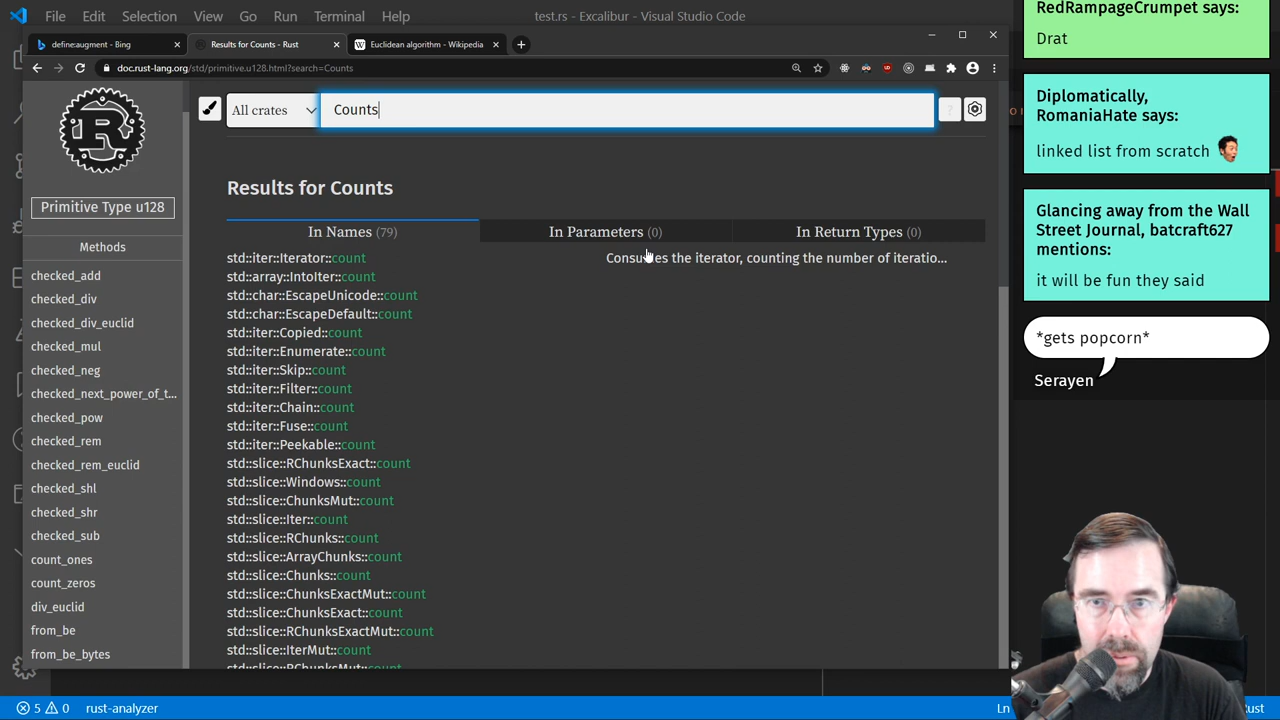 File Edit Selection View Go Run Terminal Help
test.rs - Excalibur - Visual Studio Code
define:augment - Bing
Results for Counts - Rust
Euclidean algorithm - Wikipedia
doc.rust-lang.org/std/primitive.u128.html?search=Counts
All crates
Counts
Primitive Type u128
Methods
checked_add
checked_div
checked_div_euclid
checked_mul
checked_neg
checked_next_power_of_t...
checked_pow
checked_rem
checked_rem_euclid
checked_shl
checked_shr
checked_sub
count_ones
count_zeros
div_euclid
from_be
from_be_bytes
Results for Counts
In Names (79)
In Parameters (0)
In Return Types (0)
std::iter::Iterator::count
Consumes the iterator, counting the number of iteratio...
std::array::IntoIter::count
std::char::EscapeUnicode::count
std::char::EscapeDefault::count
std::iter::Copied::count
std::iter::Enumerate::count
std::iter::Skip::count
std::iter::Filter::count
std::iter::Chain::count
std::iter::Fuse::count
std::iter::Peekable::count
std::slice::RChunksExact::count
std::slice::Windows::count
std::slice::ChunksMut::count
std::slice::Iter::count
std::slice::RChunks::count
std::slice::ArrayChunks::count
std::slice::Chunks::count
std::slice::ChunksExactMut::count
std::slice::ChunksExact::count
std::slice::RChunksExactMut::count
std::slice::IterMut::count
std::slice::RChunksMut::count
RedRampageCrumpet says:
Drat
Diplomatically,
RomaniaHate says:
linked list from scratch
Glancing away from the Wall
Street Journal, batcraft627
mentions:
it will be fun they said
*gets popcorn*
Serayen
5 0 rust-analyzer
Ln